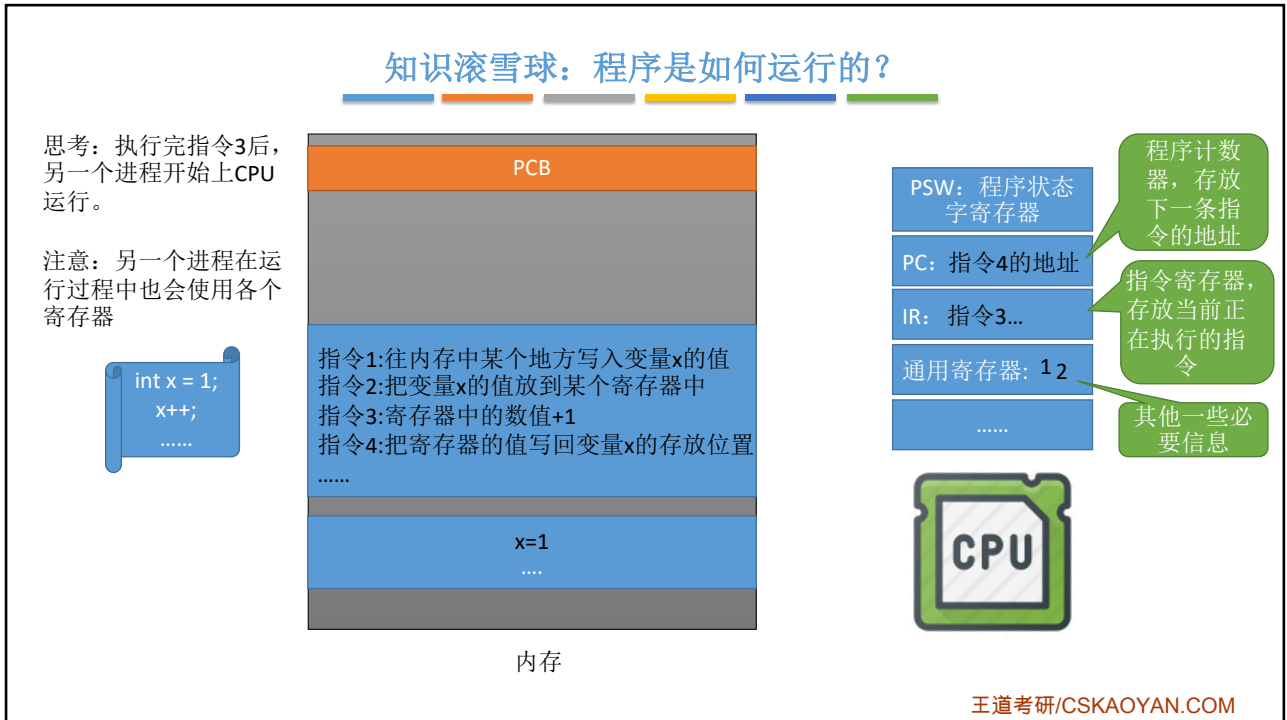 知识滚雪球：程序是如何运行的？
思考：执行完指令3后，
另一个进程开始上CPU
运行。
注意：另一个进程在运
行过程中也会使用各个
寄存器
int x = 1;
x++;
……
PCB
指令1:往内存中某个地方写入变量x的值
指令2:把变量x的值放到某个寄存器中
指令3:寄存器中的数值+1
指令4:把寄存器的值写回变量x的存放位置
……
x=1
….
内存
PSW：程序状态
字寄存器
PC：指令4的地址
IR：指令3…
通用寄存器: 1 2
……
程序计数
器，存放
下一条指
令的地址
指令寄存器，
存放当前正
在执行的指
令
其他一些必
要信息
CPU
王道考研/CSKAOYAN.COM